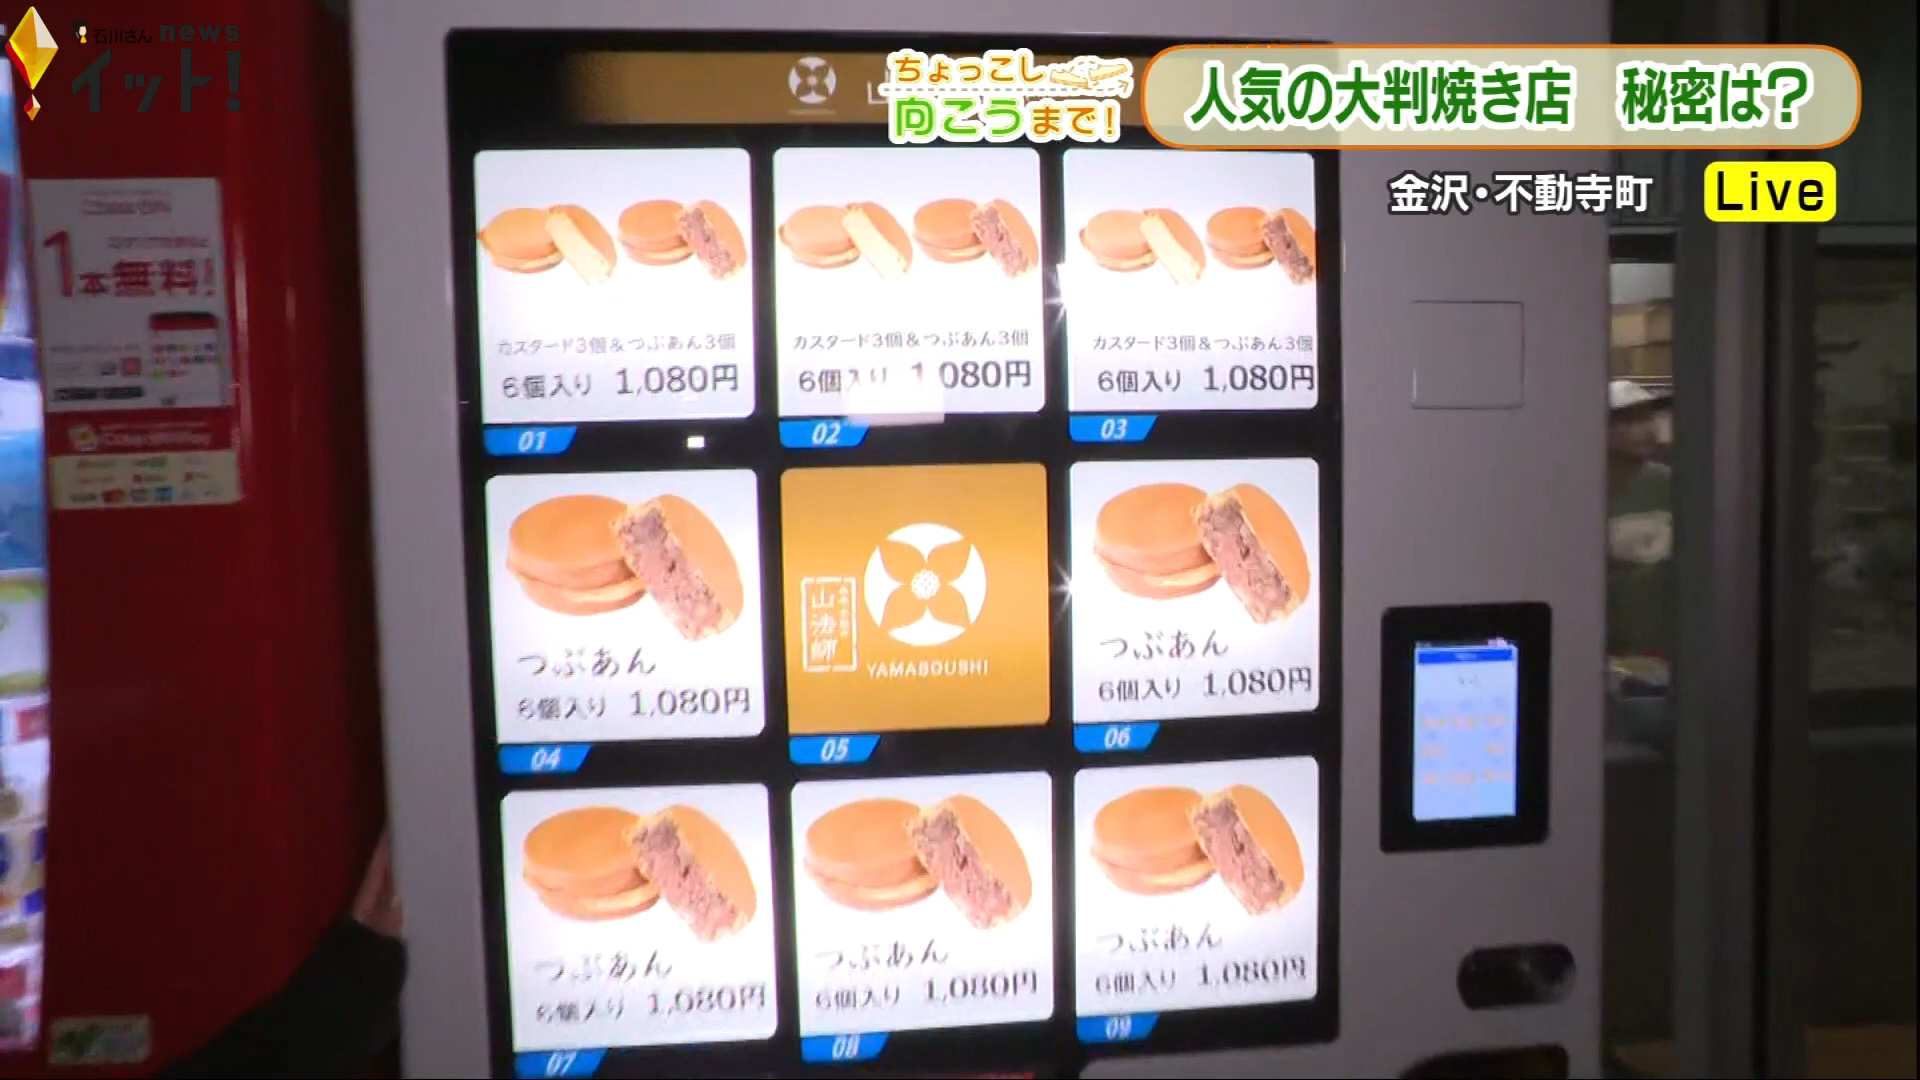 石川さん news
イット!
ちょっこし
向こうまで!
人気の大判焼き店 秘密は?
金沢・不動寺町 Live
1本無料!
カスタード3個&つぶあん3個
6個入り 1,080円
01
カスタード3個&つぶあん3個
6個入り 1,080円
02
カスタード3個&つぶあん3個
6個入り 1,080円
03
つぶあん
6個入り 1,080円
04
山法師
YAMABOUSHI
05
つぶあん
6個入り 1,080円
06
つぶあん
6個入り 1,080円
07
つぶあん
6個入り 1,080円
08
つぶあん
6個入り 1,080円
09